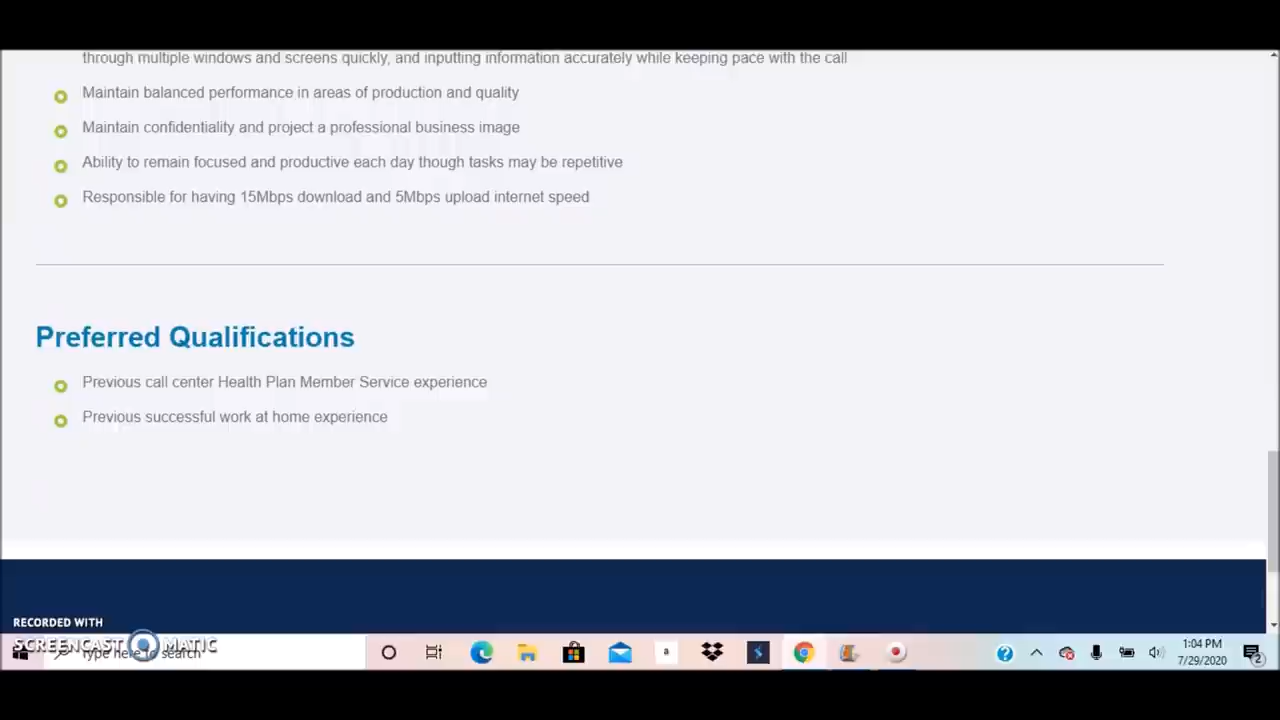 through multiple windows and screens quickly, and inputting information accurately while keeping pace with the call
Maintain balanced performance in areas of production and quality
Maintain confidentiality and project a professional business image
Ability to remain focused and productive each day though tasks may be repetitive
Responsible for having 15Mbps download and 5Mbps upload internet speed
Preferred Qualifications
Previous call center Health Plan Member Service experience
Previous successful work at home experience
RECORDED WITH
SCREENCAST MATIC
Type here to search
a
1:04 PM
7/29/2020
2